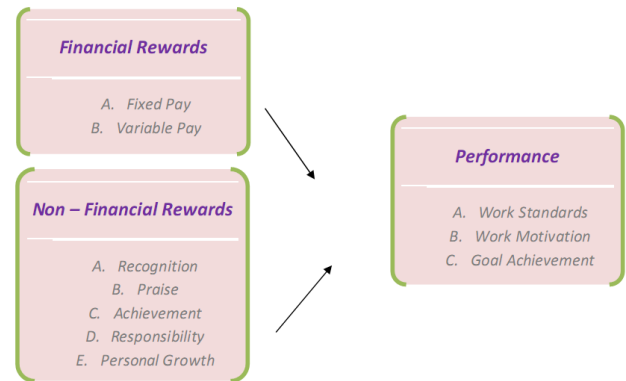 Financial Rewards
A. Fixed Pay
B. Variable Pay
Non – Financial Rewards
A. Recognition
B. Praise
C. Achievement
D. Responsibility
E. Personal Growth
Performance
A. Work Standards
B. Work Motivation
C. Goal Achievement